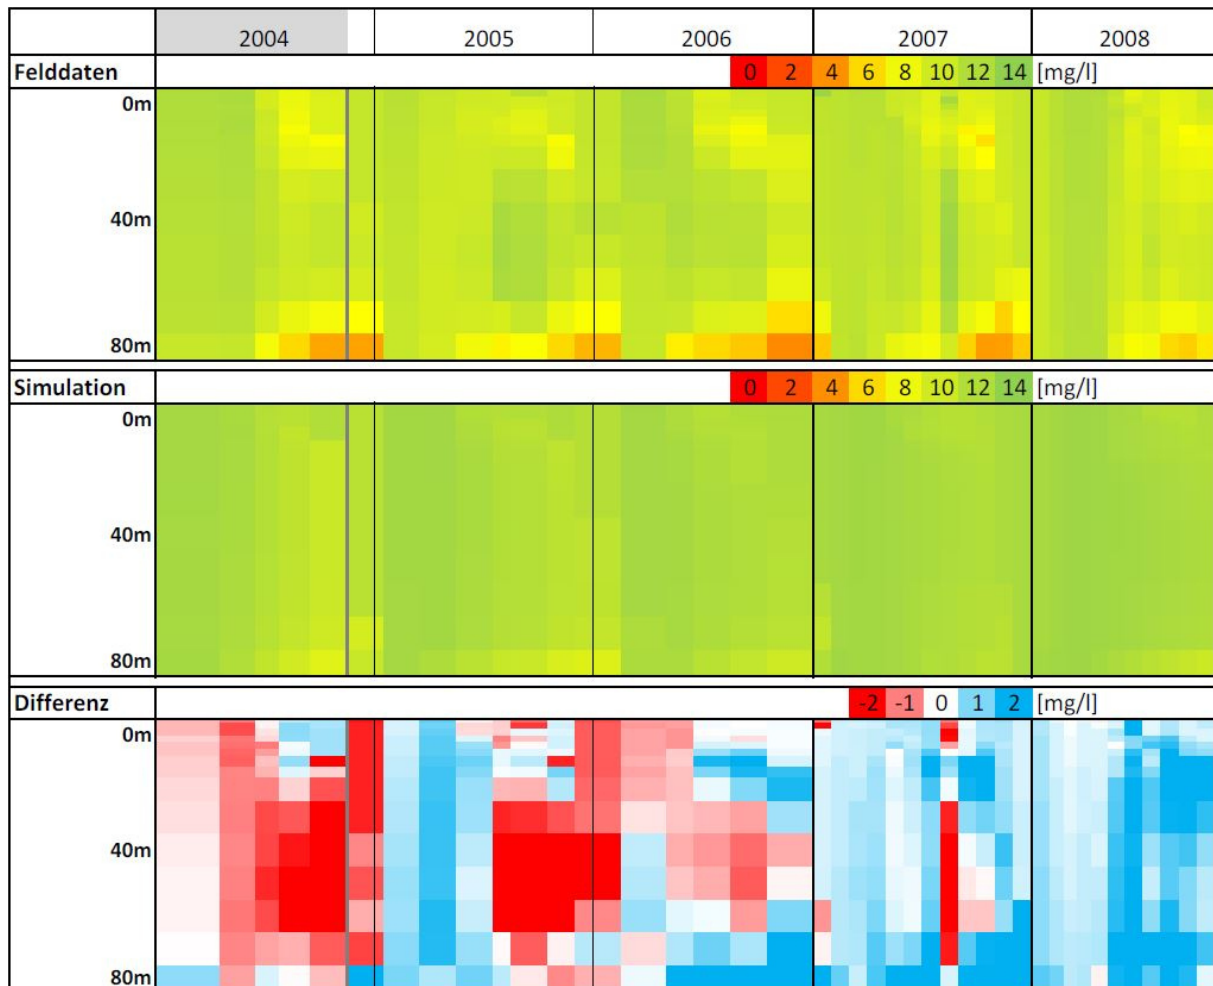 2004 2005 2006 2007 2008
Felddaten 0 2 4 6 8 10 12 14 [mg/l]
0m
40m
80m
Simulation 0 2 4 6 8 10 12 14 [mg/l]
0m
40m
80m
Differenz -2 -1 0 1 2 [mg/l]
0m
40m
80m